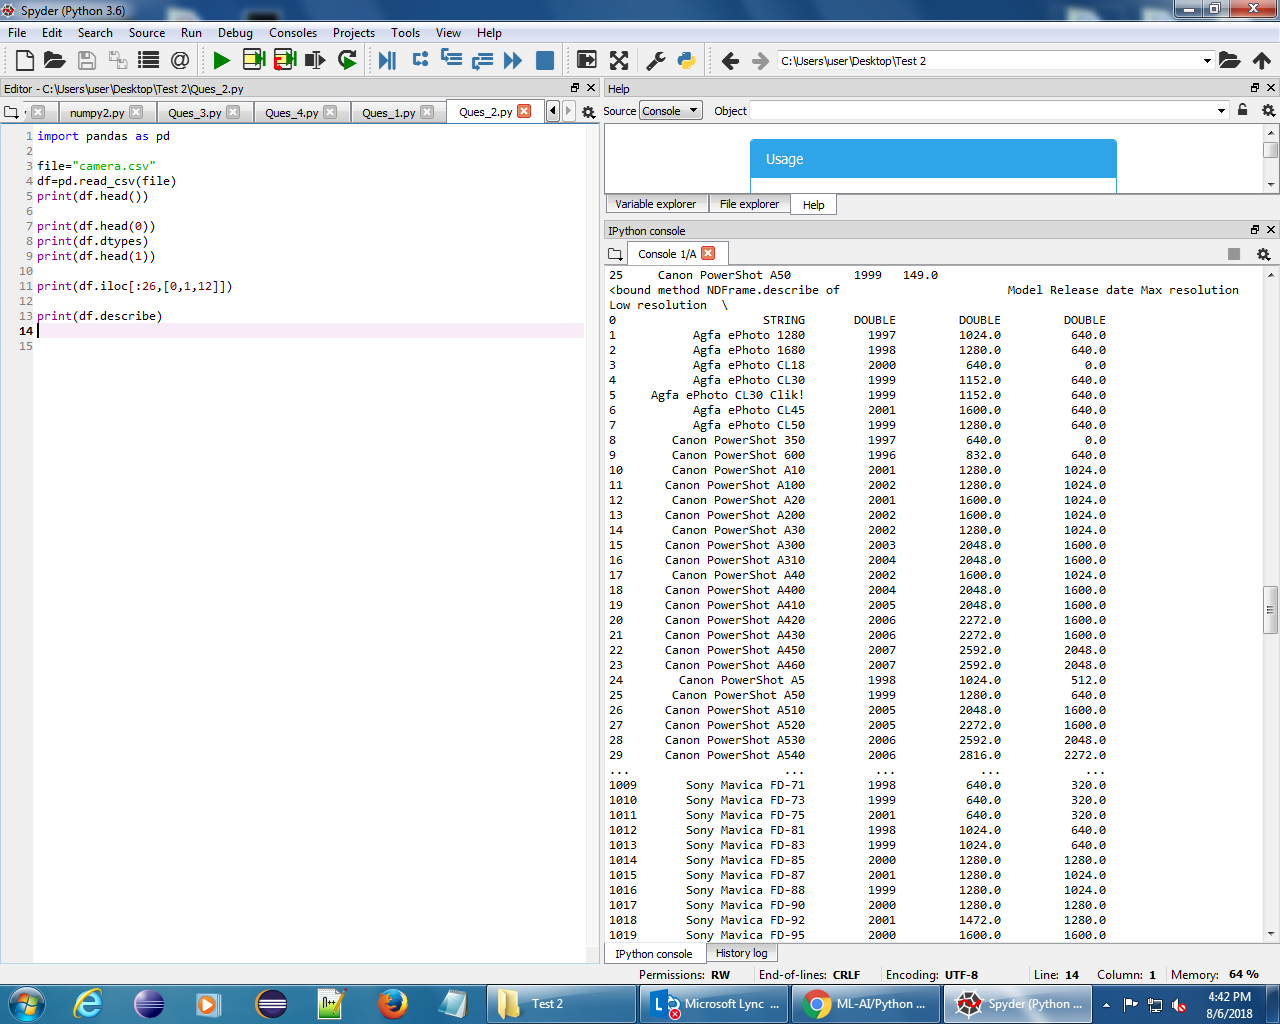 Spyder (Python 3.6)
File Edit Search Source Run Debug Consoles Projects Tools View Help
C:\Users\user\Desktop\Test 2
Editor - C:\Users\user\Desktop\Test 2\Ques_2.py
numpy2.py Ques_3.py Ques_4.py Ques_1.py Ques_2.py
1 import pandas as pd
2
3 file="camera.csv"
4 df=pd.read_csv(file)
5 print(df.head())
6
7 print(df.head(0))
8 print(df.dtypes)
9 print(df.head(1))
10
11 print(df.iloc[:26,[0,1,12]])
12
13 print(df.describe)
14
15
Help
Source Console Object
Usage
Variable explorer File explorer Help
IPython console
Console 1/A
25 Canon PowerShot A50 1999 149.0
<bound method NDFrame.describe of Model Release date Max resolution
Low resolution \
0 STRING DOUBLE DOUBLE DOUBLE
1 Agfa ePhoto 1280 1997 1024.0 640.0
2 Agfa ePhoto 1680 1998 1280.0 640.0
3 Agfa ePhoto CL18 2000 640.0 0.0
4 Agfa ePhoto CL30 1999 1152.0 640.0
5 Agfa ePhoto CL30 Clik! 1999 1152.0 640.0
6 Agfa ePhoto CL45 2001 1600.0 640.0
7 Agfa ePhoto CL50 1999 1280.0 640.0
8 Canon PowerShot 350 1997 640.0 0.0
9 Canon PowerShot 600 1996 832.0 640.0
10 Canon PowerShot A10 2001 1280.0 1024.0
11 Canon PowerShot A100 2002 1280.0 1024.0
12 Canon PowerShot A20 2001 1600.0 1024.0
13 Canon PowerShot A200 2002 1600.0 1024.0
14 Canon PowerShot A30 2002 1280.0 1024.0
15 Canon PowerShot A300 2003 2048.0 1600.0
16 Canon PowerShot A310 2004 2048.0 1600.0
17 Canon PowerShot A40 2002 1600.0 1024.0
18 Canon PowerShot A400 2004 2048.0 1600.0
19 Canon PowerShot A410 2005 2048.0 1600.0
20 Canon PowerShot A420 2006 2272.0 1600.0
21 Canon PowerShot A430 2006 2272.0 1600.0
22 Canon PowerShot A450 2007 2592.0 2048.0
23 Canon PowerShot A460 2007 2592.0 2048.0
24 Canon PowerShot A5 1998 1024.0 512.0
25 Canon PowerShot A50 1999 1280.0 640.0
26 Canon PowerShot A510 2005 2048.0 1600.0
27 Canon PowerShot A520 2005 2272.0 1600.0
28 Canon PowerShot A530 2006 2592.0 2048.0
29 Canon PowerShot A540 2006 2816.0 2272.0
... ... ... ... ...
1009 Sony Mavica FD-71 1998 640.0 320.0
1010 Sony Mavica FD-73 1999 640.0 320.0
1011 Sony Mavica FD-75 2001 640.0 320.0
1012 Sony Mavica FD-81 1998 1024.0 640.0
1013 Sony Mavica FD-83 1999 1024.0 640.0
1014 Sony Mavica FD-85 2000 1280.0 1280.0
1015 Sony Mavica FD-87 2001 1280.0 1024.0
1016 Sony Mavica FD-88 1999 1280.0 1024.0
1017 Sony Mavica FD-90 2000 1280.0 1280.0
1018 Sony Mavica FD-92 2001 1472.0 1280.0
1019 Sony Mavica FD-95 2000 1600.0 1600.0
IPython console History log
Permissions: RW End-of-lines: CRLF Encoding: UTF-8 Line: 14 Column: 1 Memory: 64 %
Test 2 Microsoft Lync ... ML-AI/Python ... Spyder (Python ... 4:42 PM
8/6/2018